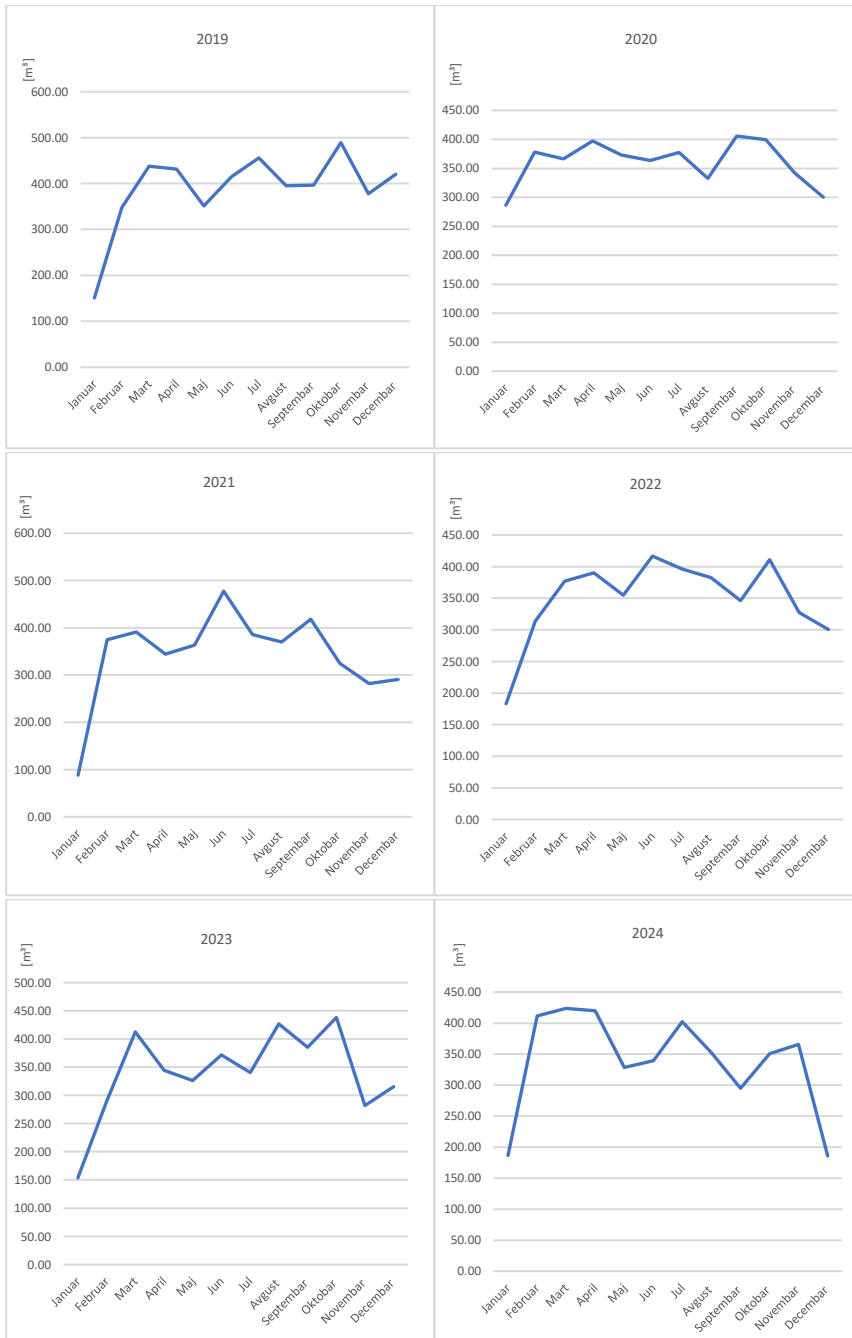 2019
[m³]
600.00
500.00
400.00
300.00
200.00
100.00
0.00
Januar
Februar
Mart
April
Maj
Jun
Jul
Avgust
Septembar
Oktobar
Novembar
Decembar
2020
[m³]
450.00
400.00
350.00
300.00
250.00
200.00
150.00
100.00
50.00
0.00
Januar
Februar
Mart
April
Maj
Jun
Jul
Avgust
Septembar
Oktobar
Novembar
Decembar
2021
[m³]
600.00
500.00
400.00
300.00
200.00
100.00
0.00
Januar
Februar
Mart
April
Maj
Jun
Jul
Avgust
Septembar
Oktobar
Novembar
Decembar
2022
[m³]
450.00
400.00
350.00
300.00
250.00
200.00
150.00
100.00
50.00
0.00
Januar
Februar
Mart
April
Maj
Jun
Jul
Avgust
Septembar
Oktobar
Novembar
Decembar
2023
[m³]
500.00
450.00
400.00
350.00
300.00
250.00
200.00
150.00
100.00
50.00
0.00
Januar
Februar
Mart
April
Maj
Jun
Jul
Avgust
Septembar
Oktobar
Novembar
Decembar
2024
[m³]
450.00
400.00
350.00
300.00
250.00
200.00
150.00
100.00
50.00
0.00
Januar
Februar
Mart
April
Maj
Jun
Jul
Avgust
Septembar
Oktobar
Novembar
Decembar